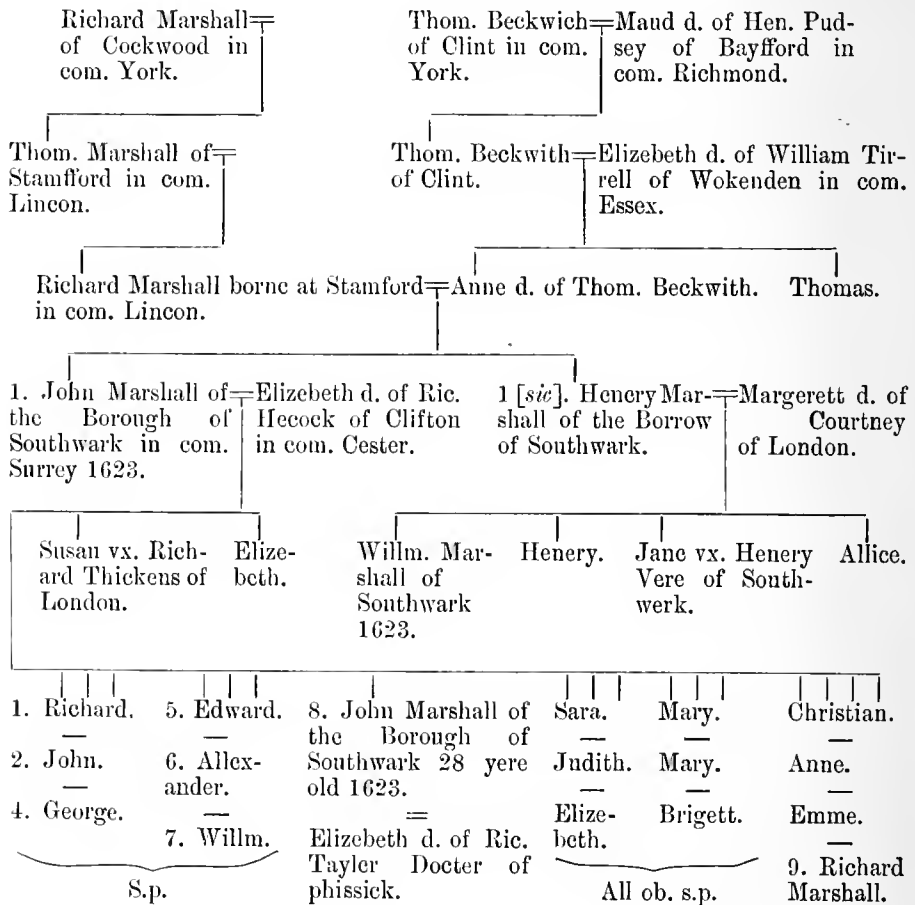 Richard Marshall
of Cockwood in
com. York.
Thom. Beckwich=Maud d. of Hen. Pud-
of Clint in com. sey of Bayfford in
York. com. Richmond.
Thom. Marshall of
Stamfford in com.
Lincon.
Thom. Beckwith=Elizebeth d. of William Tir-
of Clint. rell of Wokenden in com.
Essex.
Richard Marshall borne at Stamford=Anne d. of Thom. Beckwith. Thomas.
in com. Lincon.
1. John Marshall of=Elizebeth d. of Ric.
the Borough of Hecock of Clifton
Southwark in com. in com. Cester.
Surrey 1623.
1 [sic]. Henery Mar-=Margerett d. of
shall of the Borrow Courtney
of Southwark. of London.
Susan vx. Rich-
ard Thickens of
London.
Elize-
beth.
Willm. Mar-
shall of
Southwark
1623.
Henery.
Jane vx. Henery
Vere of South-
werk.
Allice.
1. Richard.
2. John.
4. George.
5. Edward.
6. Allex-
ander.
7. Willm.
S.p.
8. John Marshall of
the Borough of
Southwark 28 yere
old 1623.
=
Elizebeth d. of Ric.
Tayler Docter of
phissick.
Sara.
Judith.
Elize-
beth.
Mary.
Mary.
Brigett.
All ob. s.p.
Christian.
Anne.
Emme.
9. Richard
Marshall.